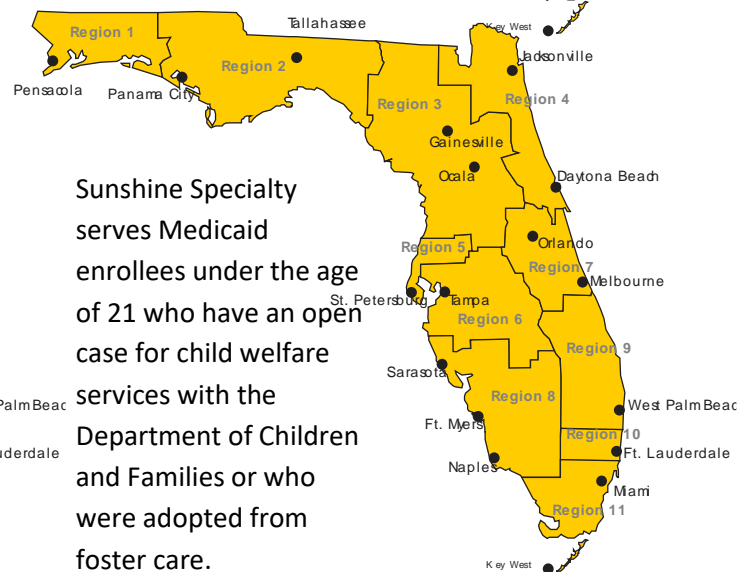 Key West
Tallahassee
Region 1
Jacksonville
Region 2
Pensacola
Panama City
Region 3
Region 4
Gainesville
Ocala
Daytona Beach
Sunshine Specialty
serves Medicaid
enrollees under the age
of 21 who have an open
case for child welfare
services with the
Department of Children
and Families or who
were adopted from
foster care.
Region 5
Orlando
Region 7
Melbourne
St. Petersburg
Tampa
Region 6
Region 9
Sarasota
Region 8
Palm Beac
West Palm Beac
Ft. Myers
Region 10
uderdale
Ft. Lauderdale
Naples
Miami
Region 11
Key West